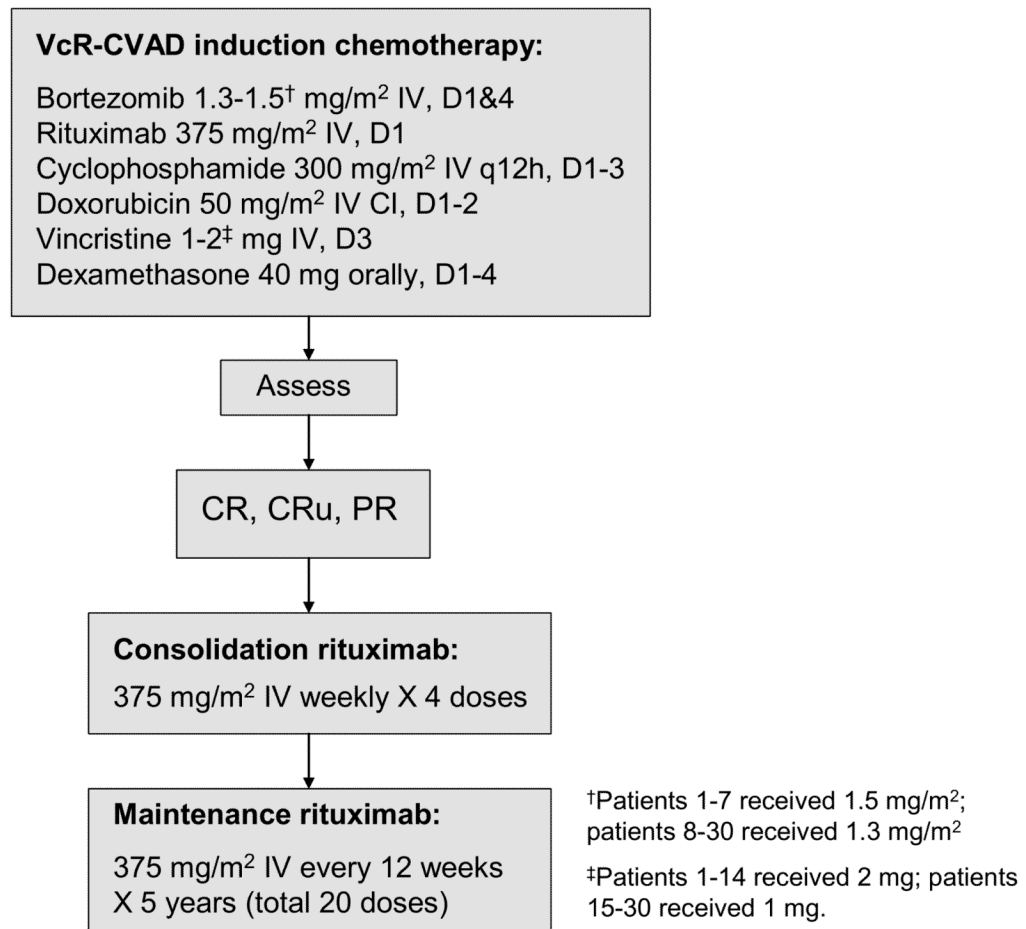 VcR-CVAD induction chemotherapy:
Bortezomib 1.3-1.5† mg/m² IV, D1&4
Rituximab 375 mg/m² IV, D1
Cyclophosphamide 300 mg/m² IV q12h, D1-3
Doxorubicin 50 mg/m² IV CI, D1-2
Vincristine 1-2‡ mg IV, D3
Dexamethasone 40 mg orally, D1-4
Assess
CR, CRu, PR
Consolidation rituximab:
375 mg/m² IV weekly X 4 doses
Maintenance rituximab:
375 mg/m² IV every 12 weeks
X 5 years (total 20 doses)
†Patients 1-7 received 1.5 mg/m²;
patients 8-30 received 1.3 mg/m²
‡Patients 1-14 received 2 mg; patients
15-30 received 1 mg.